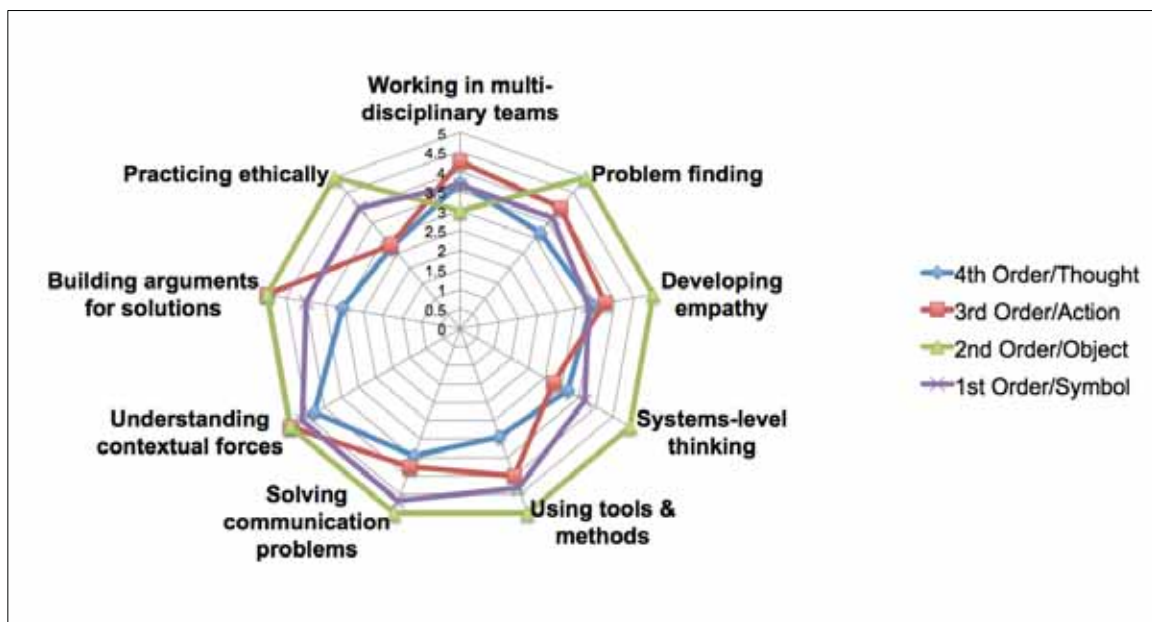 Working in multi-
disciplinary teams
Problem finding
Developing
empathy
Systems-level
thinking
Using tools &
methods
Solving
communication
problems
Understanding
contextual forces
Building arguments
for solutions
Practicing ethically
5
4.5
4
3.5
3
2.5
2
1.5
1
0.5
0
4th Order/Thought
3rd Order/Action
2nd Order/Object
1st Order/Symbol